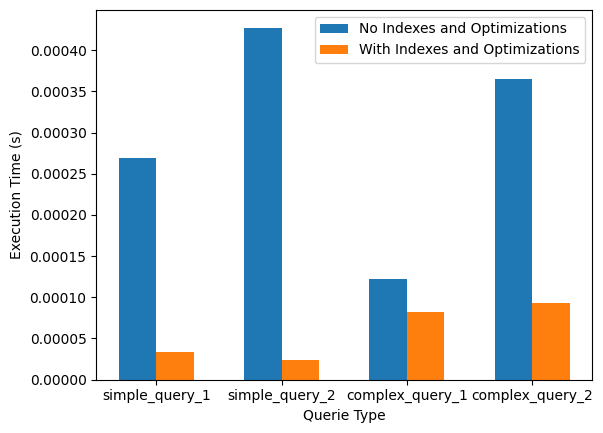 No Indexes and Optimizations
With Indexes and Optimizations
0.00040
0.00035
0.00030
0.00025
0.00020
0.00015
0.00010
0.00005
0.00000
Execution Time (s)
simple_query_1 simple_query_2 complex_query_1 complex_query_2
Querie Type